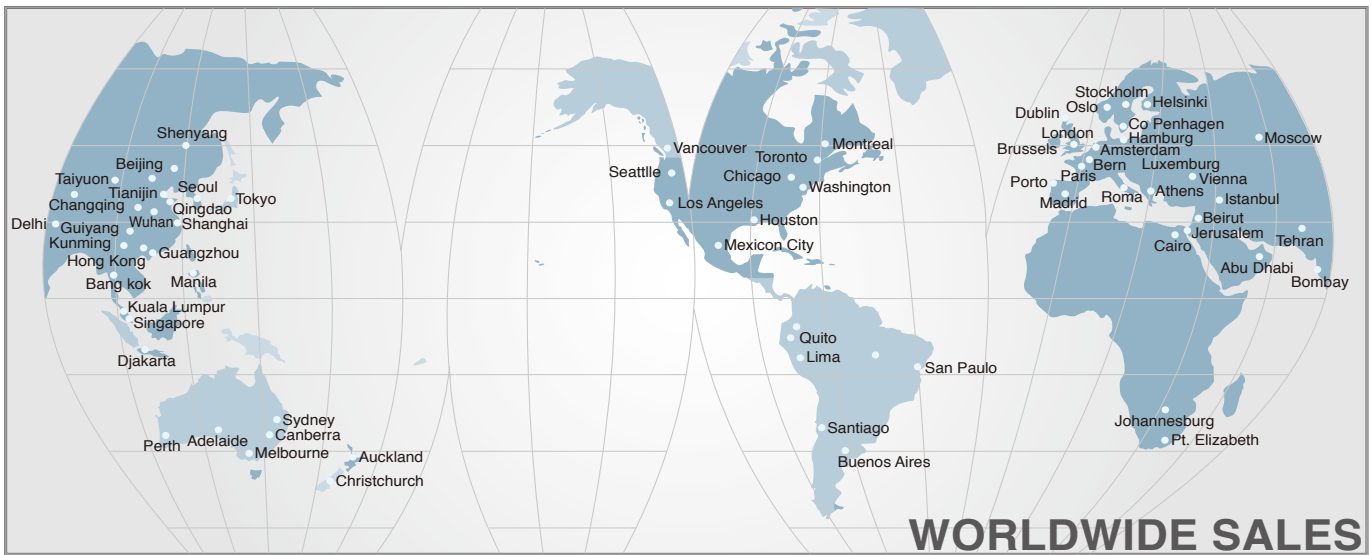 Shenyang
Beijing
Taiyuon
Tianijin
Seoul
Changqing
Qingdao
Tokyo
Delhi
Guiyang
Wuhan
Shanghai
Kunming
Hong Kong
Guangzhou
Bang kok
Manila
Kuala Lumpur
Singapore
Djakarta
Sydney
Perth
Adelaide
Canberra
Melbourne
Auckland
Christchurch
Vancouver
Seattlle
Los Angeles
Montreal
Toronto
Chicago
Washington
Houston
Mexicon City
Quito
Lima
San Paulo
Santiago
Buenos Aires
Stockholm
Dublin
Oslo
Helsinki
London
Co Penhagen
Hamburg
Moscow
Brussels
Amsterdam
Bern
Luxemburg
Paris
Vienna
Porto
Madrid
Roma
Athens
Istanbul
Beirut
Jerusalem
Cairo
Tehran
Abu Dhabi
Bombay
Johannesburg
Pt. Elizabeth
WORLDWIDE SALES